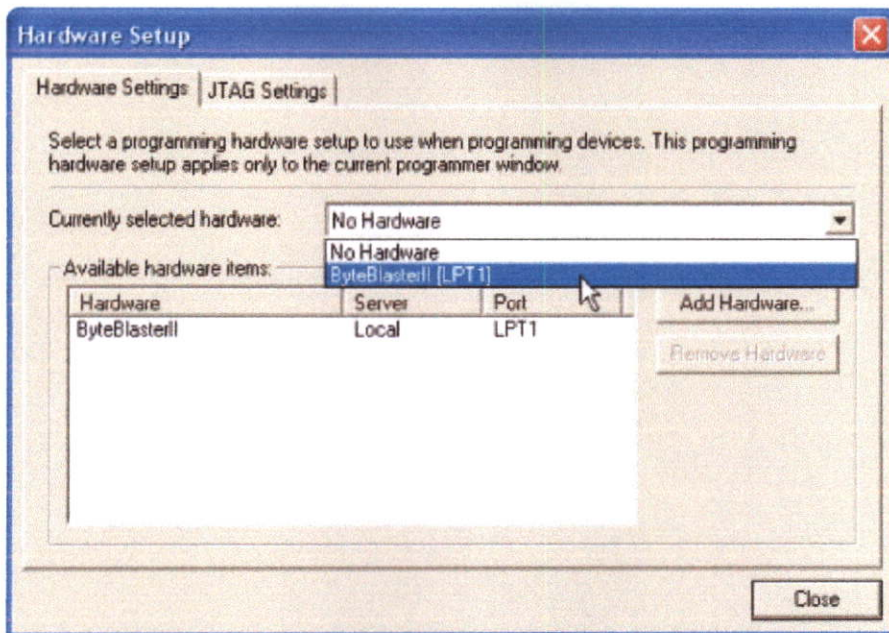 Hardware Setup
Hardware Settings JTAG Settings
Select a programming hardware setup to use when programming devices. This programming
hardware setup applies only to the current programmer window.
Currently selected hardware: No Hardware
No Hardware
ByteBlasterII [LPT1]
Available hardware items:
Hardware Server Port
ByteBlasterII Local LPT1
Add Hardware...
Remove Hardware
Close